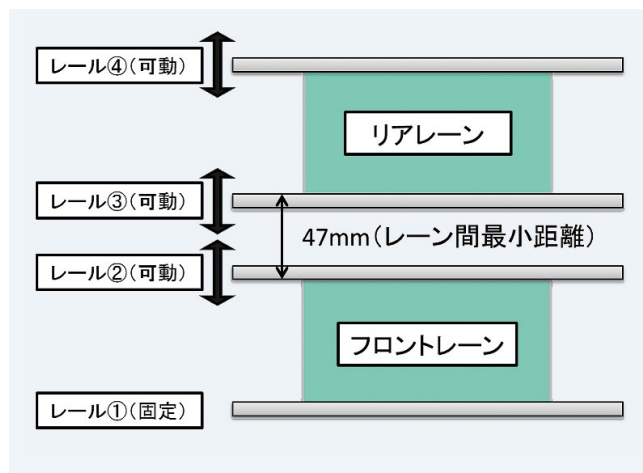 レール④(可動)
リアレーン
レール③(可動)
47mm(レーン間最小距離)
レール②(可動)
フロントレーン
レール①(固定)